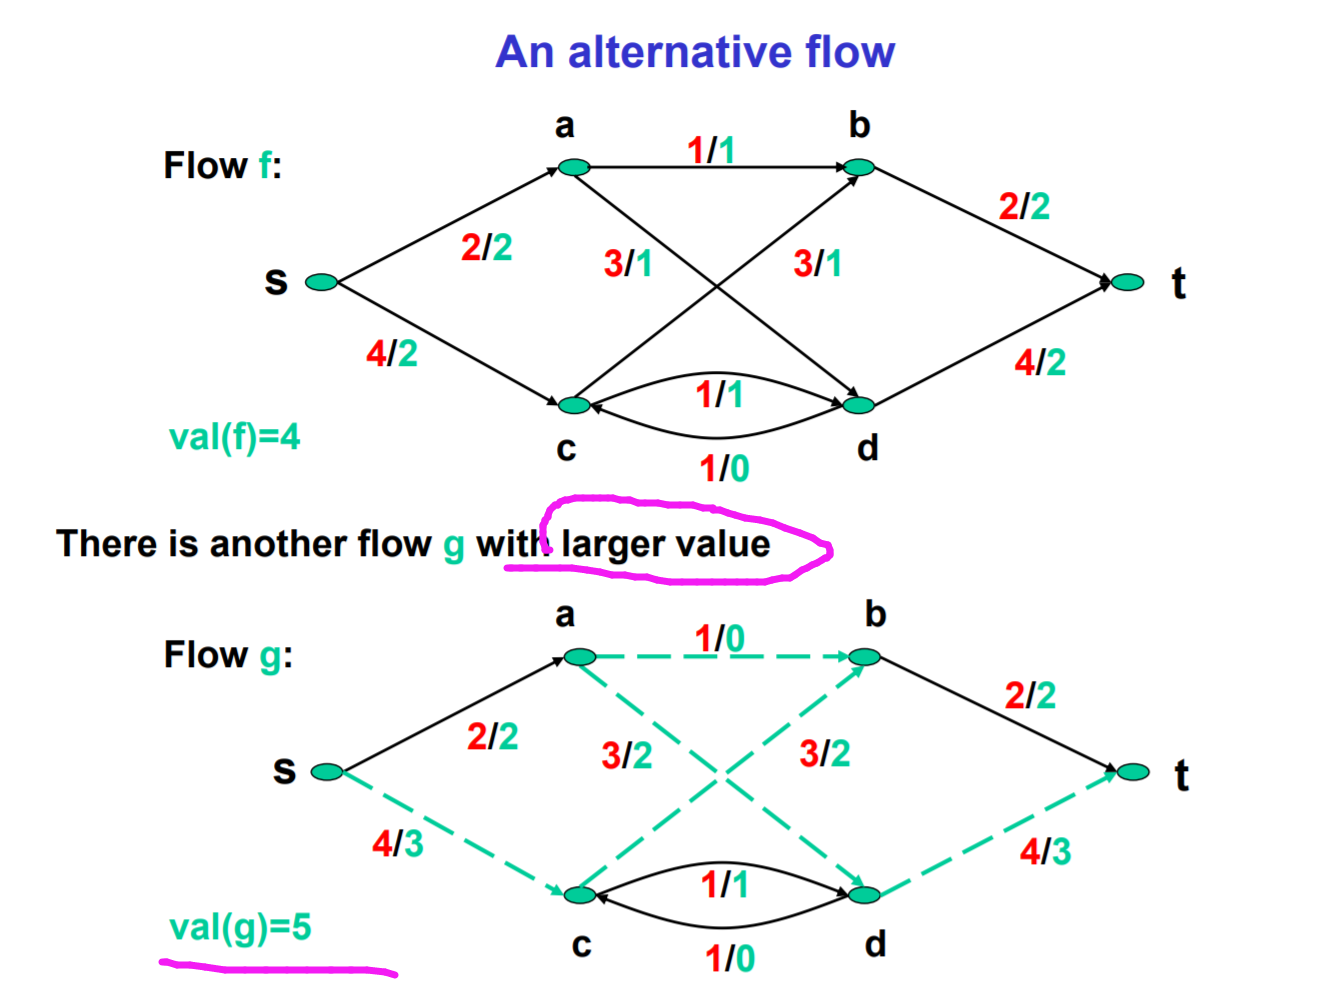 An alternative flow
a
b
Flow f:
1/1
2/2
2/2
3/1
3/1
s
t
4/2
1/1
4/2
val(f)=4
c
d
1/0
There is another flow g with larger value
a
b
Flow g:
1/0
2/2
2/2
3/2
3/2
s
t
4/3
4/3
1/1
val(g)=5
c
d
1/0